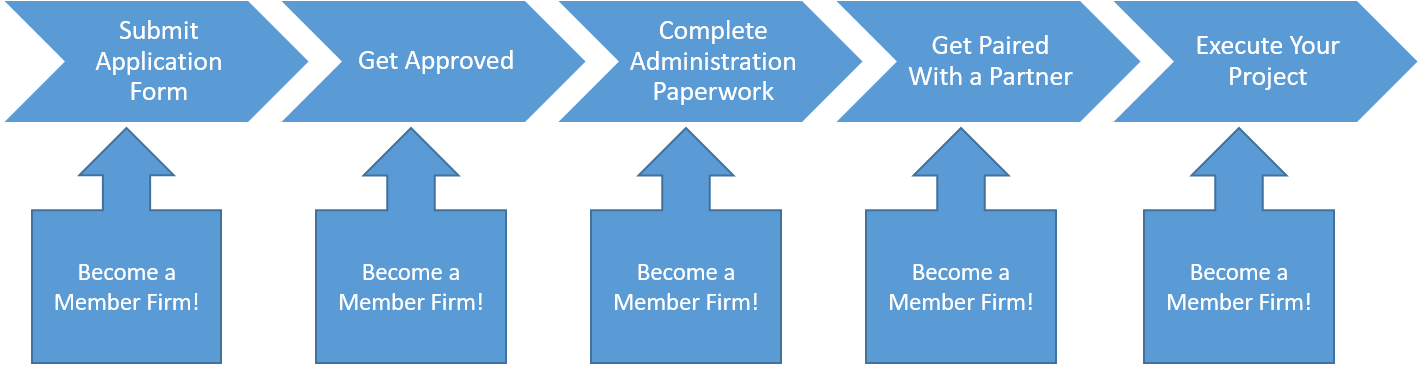 Submit
Application
Form
Get Approved
Complete
Administration
Paperwork
Get Paired
With a Partner
Execute Your
Project
Become a
Member Firm!
Become a
Member Firm!
Become a
Member Firm!
Become a
Member Firm!
Become a
Member Firm!